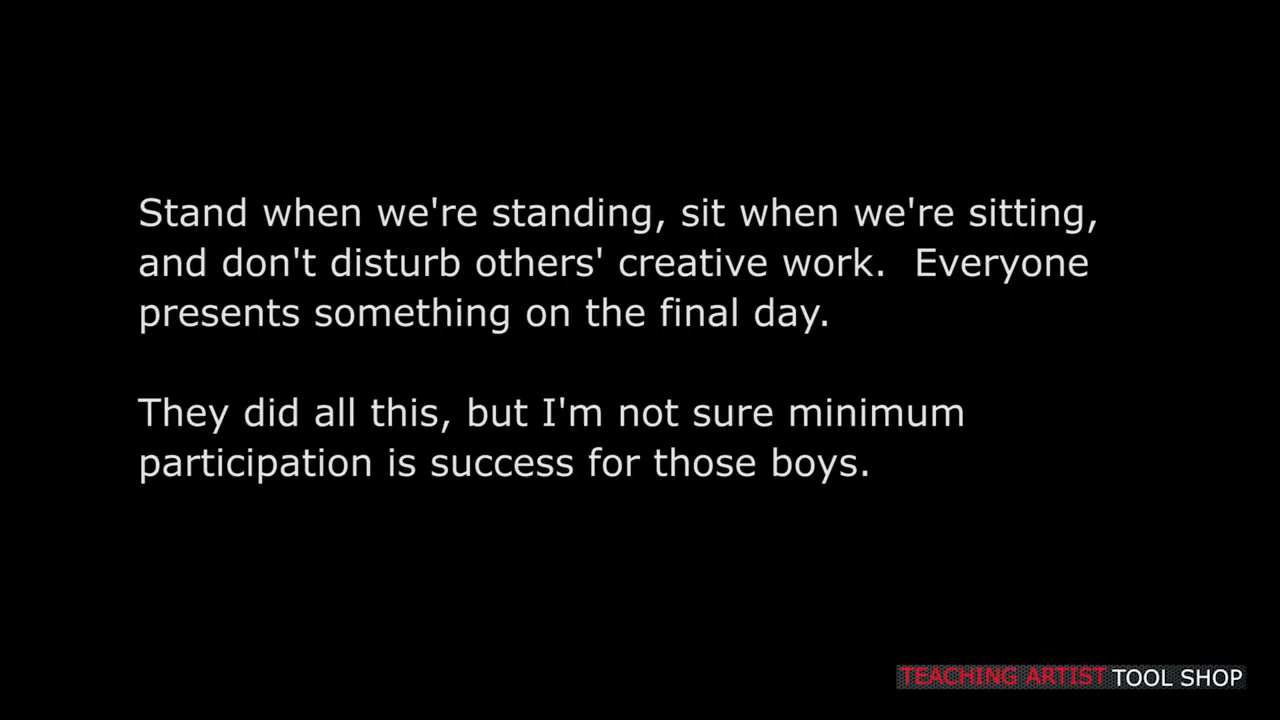 Stand when we're standing, sit when we're sitting,
and don't disturb others' creative work.  Everyone
presents something on the final day.
They did all this, but I'm not sure minimum
participation is success for those boys.
TEACHING ARTIST TOOL SHOP